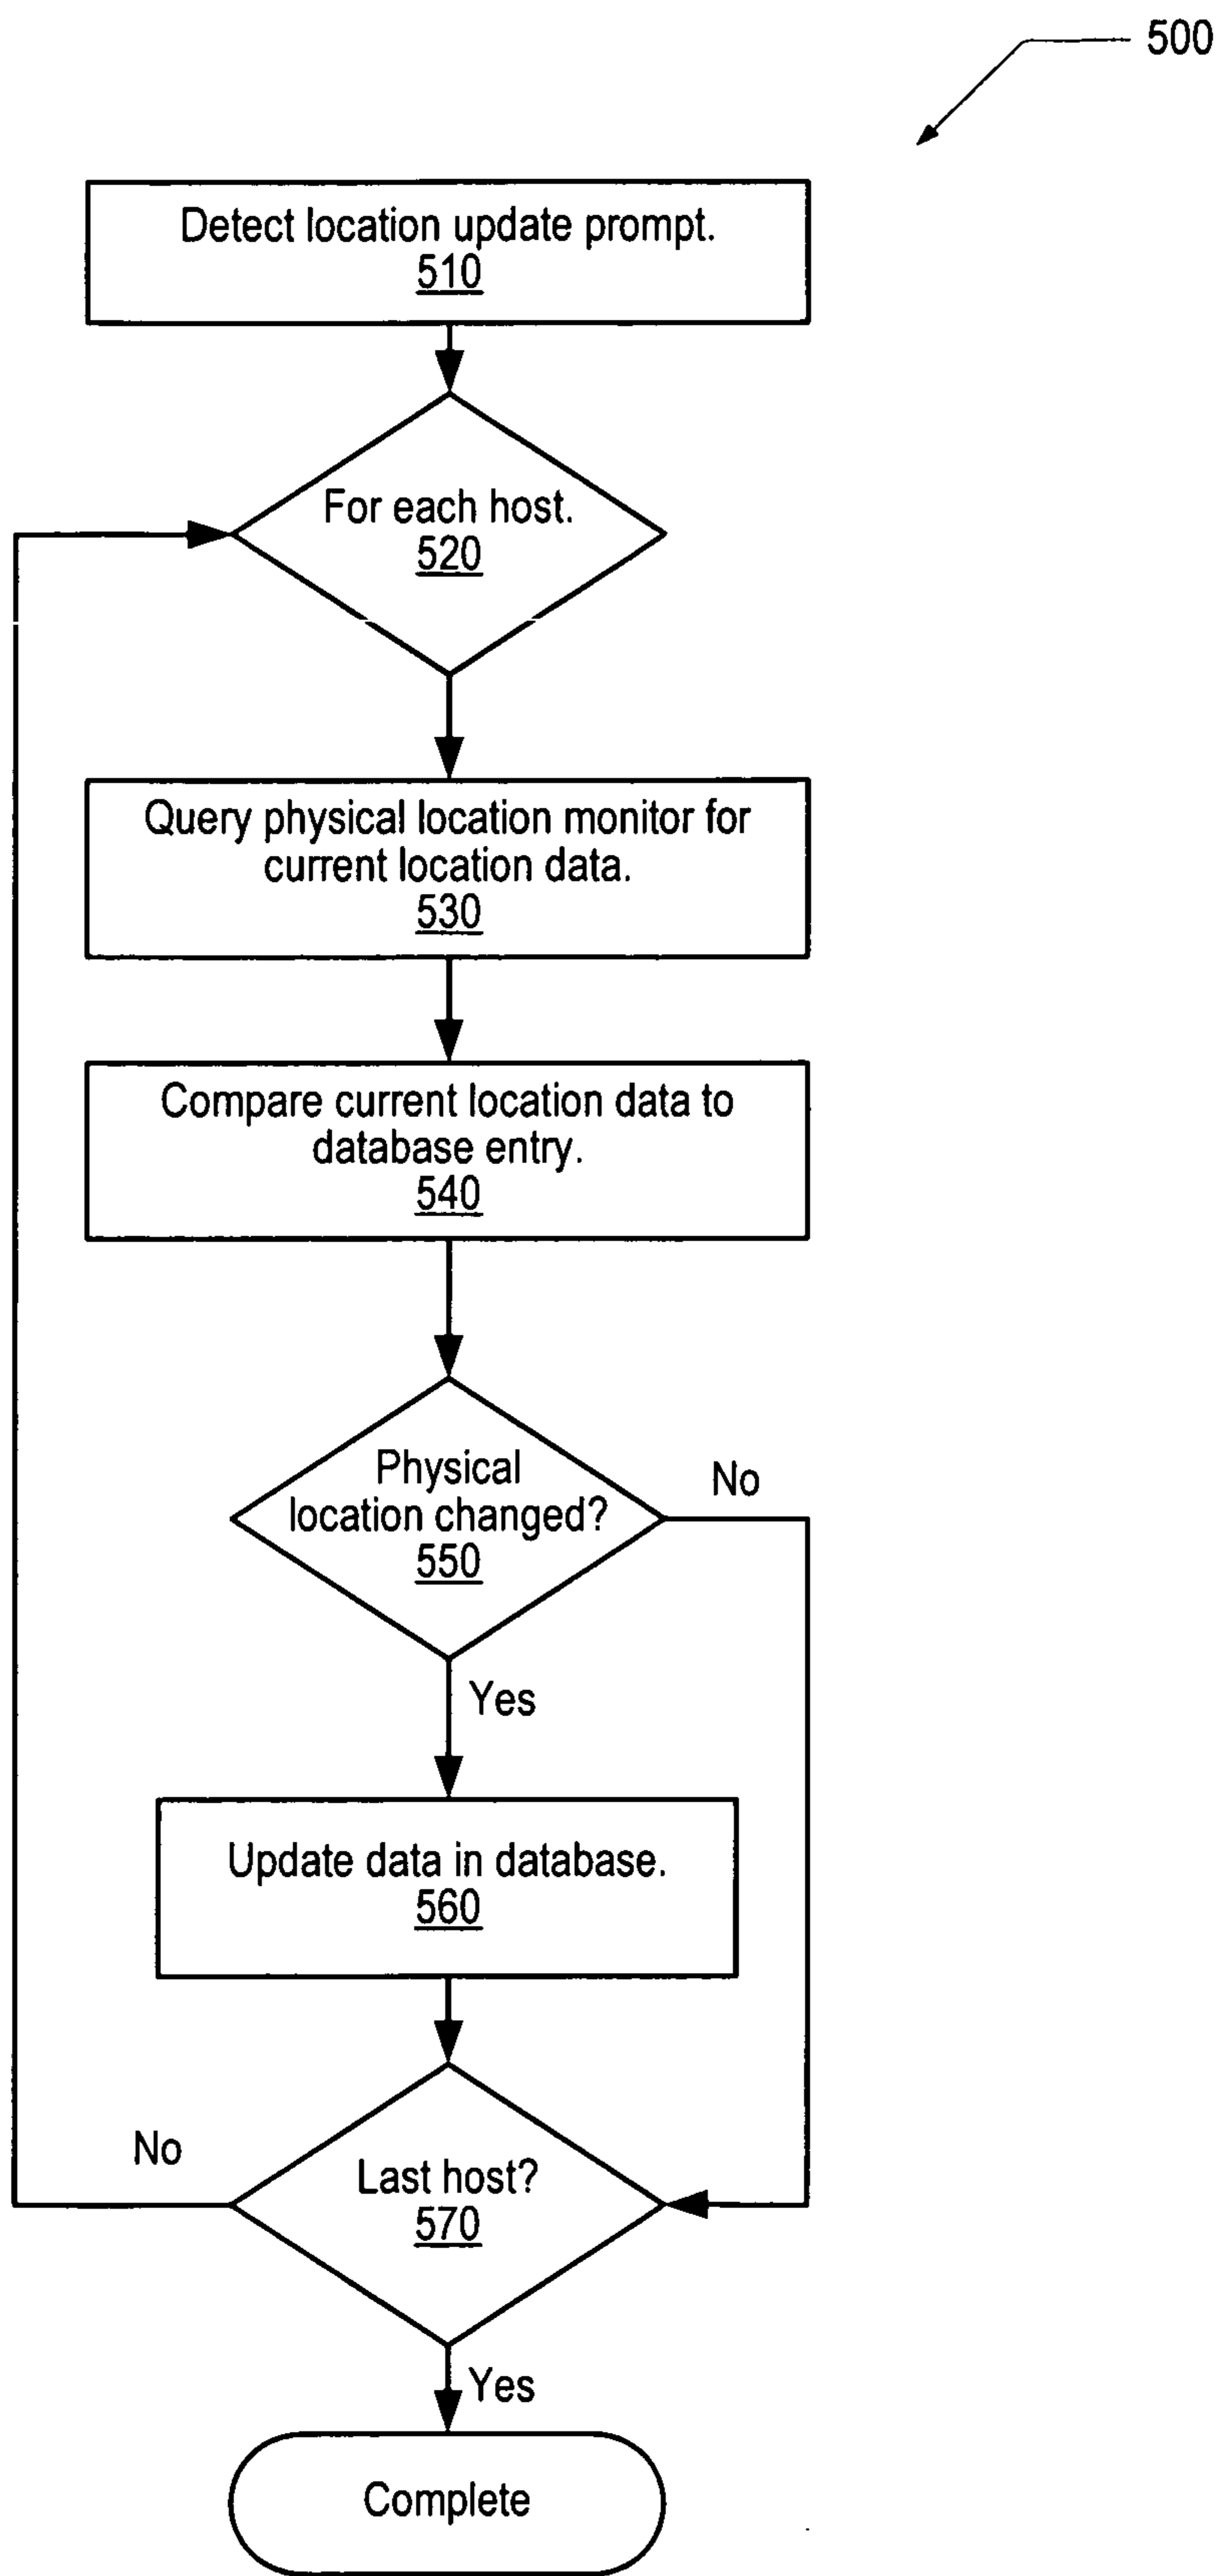 500
Detect location update prompt.
510
For each host.
520
Query physical location monitor for
current location data.
530
Compare current location data to
database entry.
540
Physical
location changed?
550
No
Yes
Update data in database.
560
No
Last host?
570
Yes
Complete